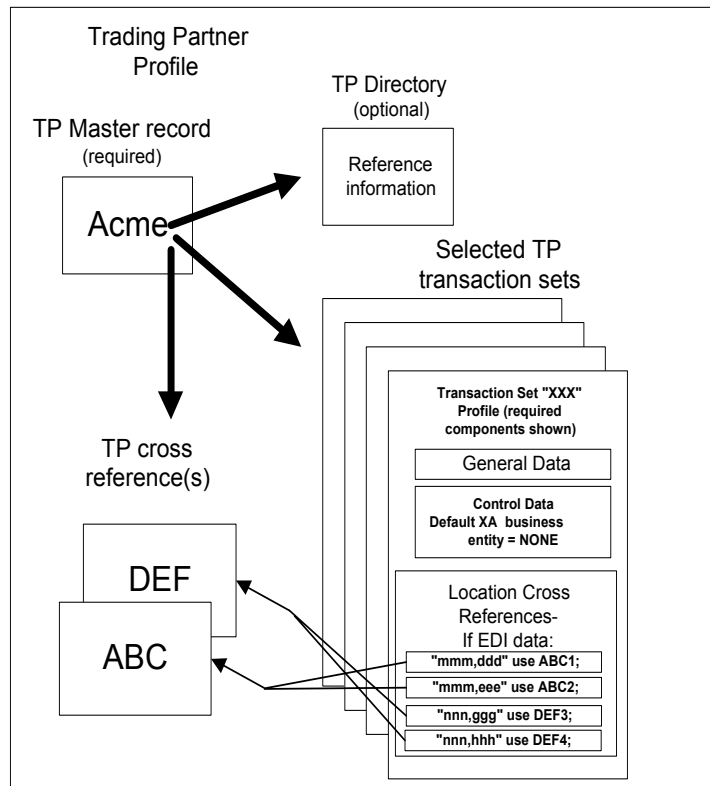 Trading Partner
Profile
TP Directory
(optional)
TP Master record
(required)
Reference
information
Acme
Selected TP
transaction sets
Transaction Set "XXX"
Profile (required
components shown)
General Data
Control Data
Default XA business
entity = NONE
TP cross
reference(s)
DEF
ABC
Location Cross
References-
If EDI data:
"mmm,ddd" use ABC1;
"mmm,eee" use ABC2;
"nnn,ggg" use DEF3;
"nnn,hhh" use DEF4;